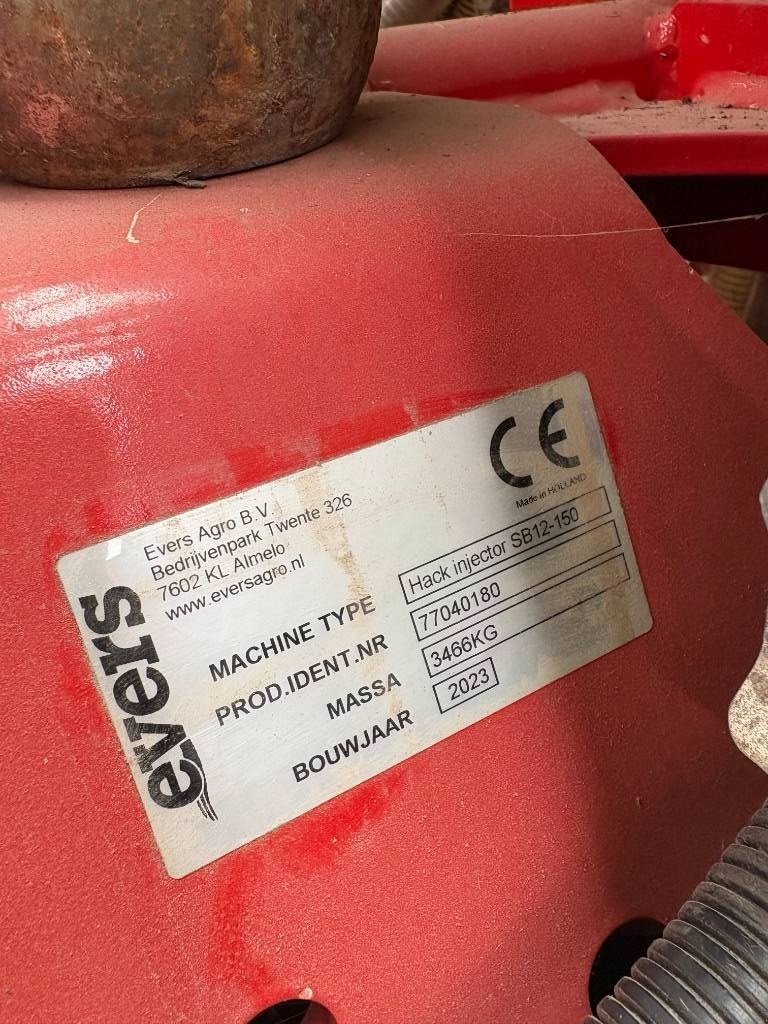 evers
Evers Agro B.V.
Bedrijvenpark Twente 326
7602 KL Almelo
www.eversagro.nl
CE
Made in HOLLAND
MACHINE TYPE Hack injector SB12-150
PROD.IDENT.NR 77040180
MASSA 3466KG
BOUWJAAR 2023